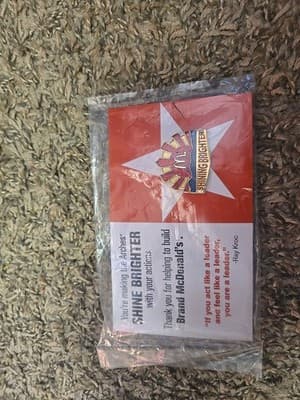 SHINING BRIGHTER
You're making the Arches
SHINE BRIGHTER
with your actions
Thank you for helping to build
Brand McDonald's.
"If you act like a leader
and feel like a leader,
you are a leader."
-Ray Kroc